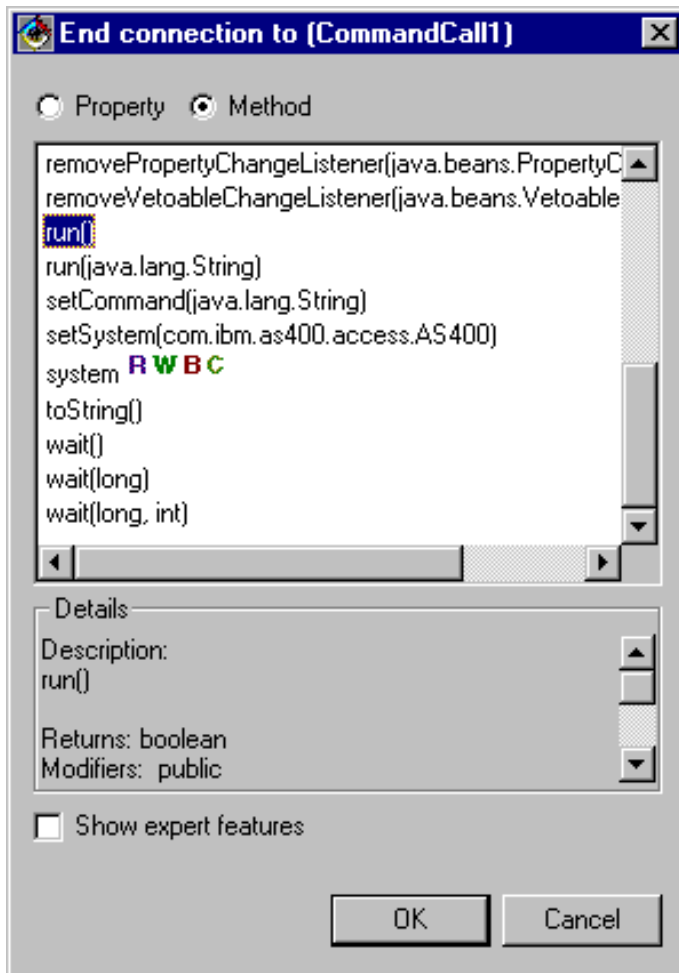 End connection to (CommandCall1)
Property Method
removePropertyChangeListener(java.beans.PropertyC
removeVetoableChangeListener(java.beans.Vetoable
run()
run(java.lang.String)
setCommand(java.lang.String)
setSystem(com.ibm.as400.access.AS400)
system R W B C
toString()
wait()
wait(long)
wait(long, int)
Details
Description:
run()
Returns: boolean
Modifiers: public
Show expert features
OK Cancel